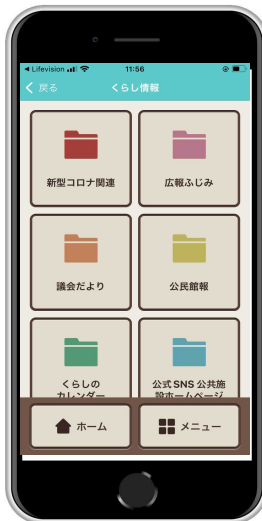 ◀ Lifevision 11:56
戻る くらし情報
新型コロナ関連 広報ふじみ
議会だより 公民館報
くらしの 公式SNS 公共施
カレンダー 設ホームページ
ホーム メニュー